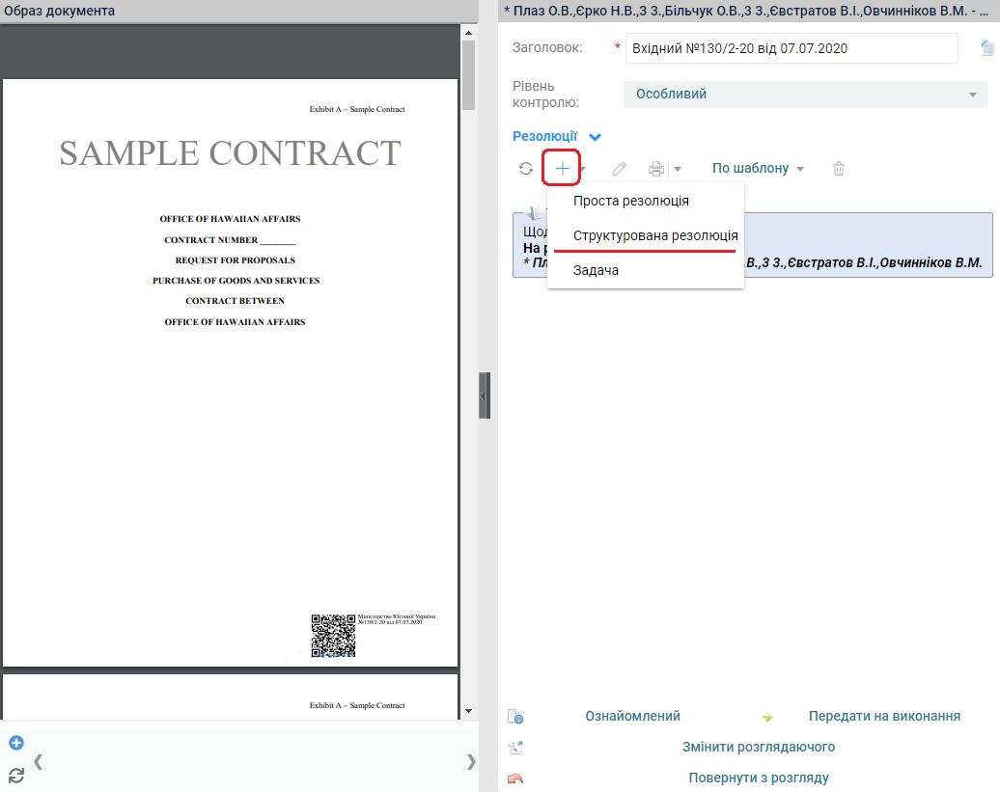 Образ документа
Exhibit A – Sample Contract
SAMPLE CONTRACT
OFFICE OF HAWAIIAN AFFAIRS
CONTRACT NUMBER ________
REQUEST FOR PROPOSALS
PURCHASE OF GOODS AND SERVICES
CONTRACT BETWEEN
OFFICE OF HAWAIIAN AFFAIRS
Міністерство Юстиції України
№130/2-20 від 07.07.2020
Exhibit A – Sample Contract
* Плаз О.В.,Єрко Н.В.,З З.,Більчук О.В.,З З.,Євстратов В.І.,Овчинніков В.М. - ...
Заголовок: * Вхідний №130/2-20 від 07.07.2020
Рівень
контролю:
Особливий
Резолюції
По шаблону
Проста резолюція
Структурована резолюція
Задача
Щод
На р
* Пл В.,З З.,Євстратов В.І.,Овчинніков В.М.
Ознайомлений
Передати на виконання
Змінити розглядаючого
Повернути з розгляду